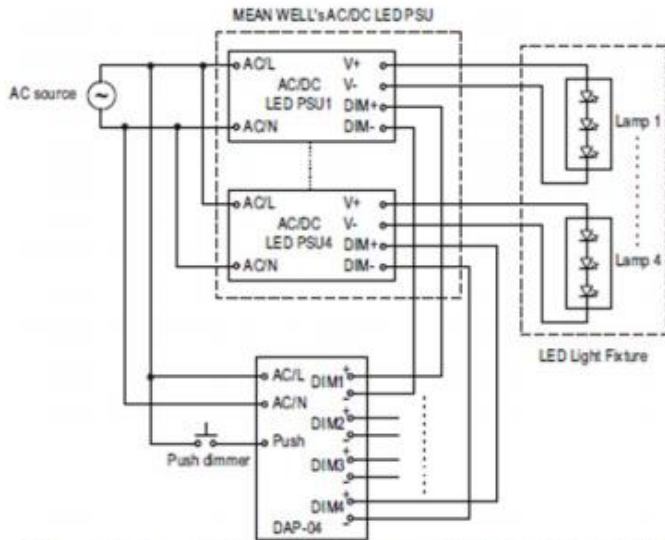 MEAN WELL's AC/DC LED PSU
AC source
~
AC/L
AC/DC
LED PSU1
AC/N
V+
V-
DIM+
DIM-
Lamp 1
AC/L
AC/DC
LED PSU4
AC/N
V+
V-
DIM+
DIM-
Lamp 4
LED Light Fixture
AC/L
AC/N
Push
Push dimmer
DIM1
+
-
DIM2
+
-
DIM3
+
-
DIM4
+
-
DAP-04